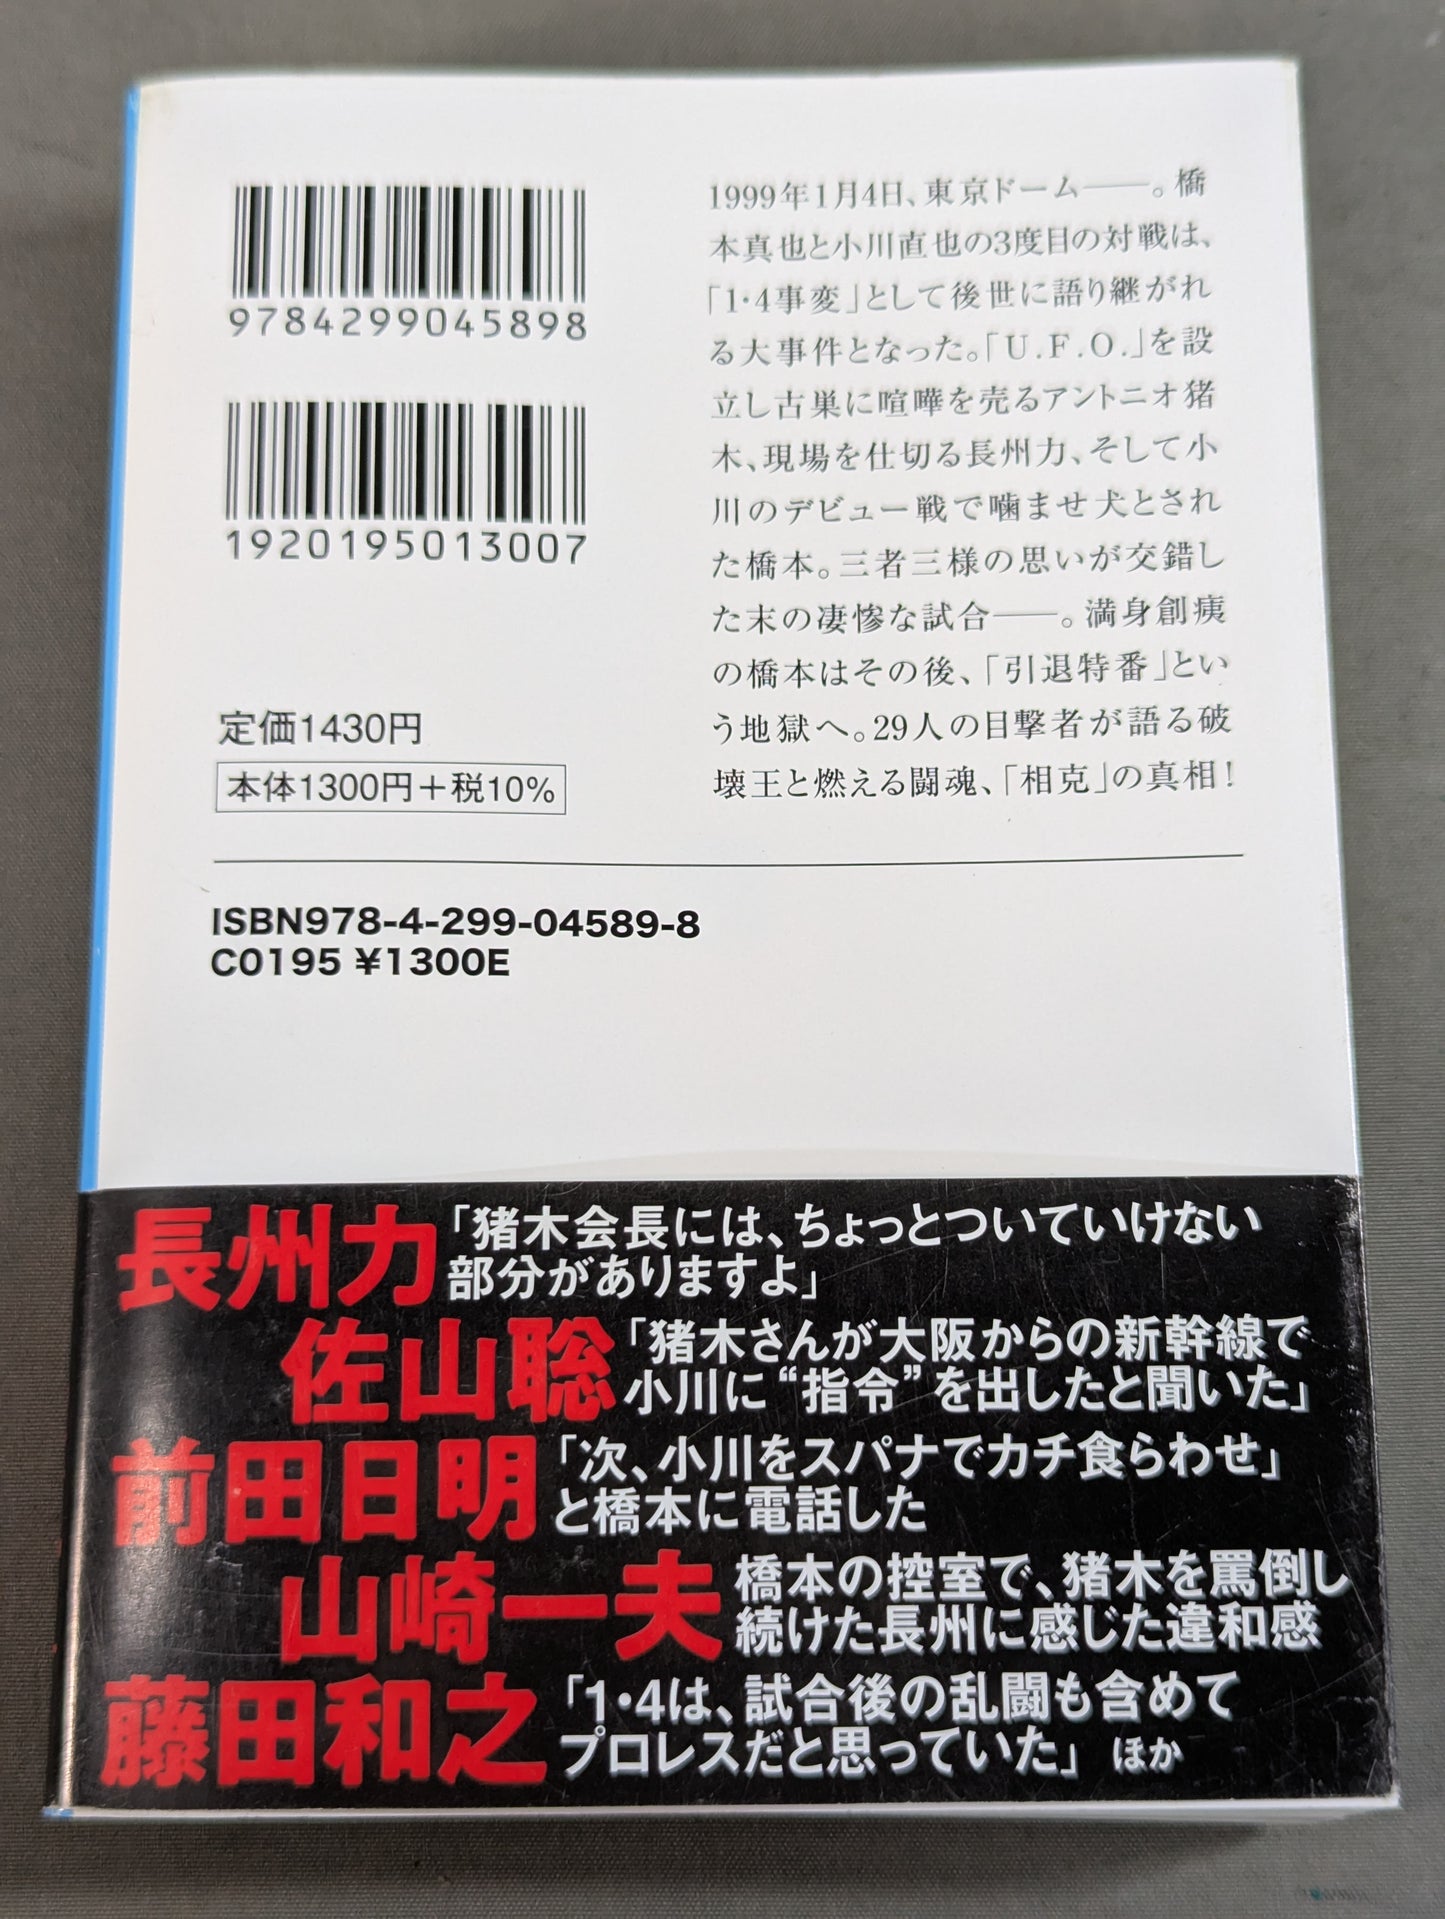 9784299045898
1920195013007
定価1430円
本体1300円+税10%
1999年1月4日、東京ドーム――。橋
本真也と小川直也の3度目の対戦は、
「1・4事変」として後世に語り継がれ
る大事件となった。「U.F.O.」を設
立し古巣に喧嘩を売るアントニオ猪
木、現場を仕切る長州力、そして小
川のデビュー戦で噛ませ犬とされ
た橋本。三者三様の思いが交錯し
た末の凄惨な試合――。満身創痍
の橋本はその後、「引退特番」とい
う地獄へ。29人の目撃者が語る破
壊王と燃える闘魂、「相克」の真相!
ISBN978-4-299-04589-8
C0195 ¥1300E
長州力「猪木会長には、ちょっとついていけない
部分がありますよ」
佐山聡「猪木さんが大阪からの新幹線で
小川に“指令”を出したと聞いた」
前田日明「次、小川をスパナでカチ食らわせ」
と橋本に電話した
山崎一夫 橋本の控室で、猪木を罵倒し
続けた長州に感じた違和感
藤田和之「1・4は、試合後の乱闘も含めて
プロレスだと思っていた」 ほか